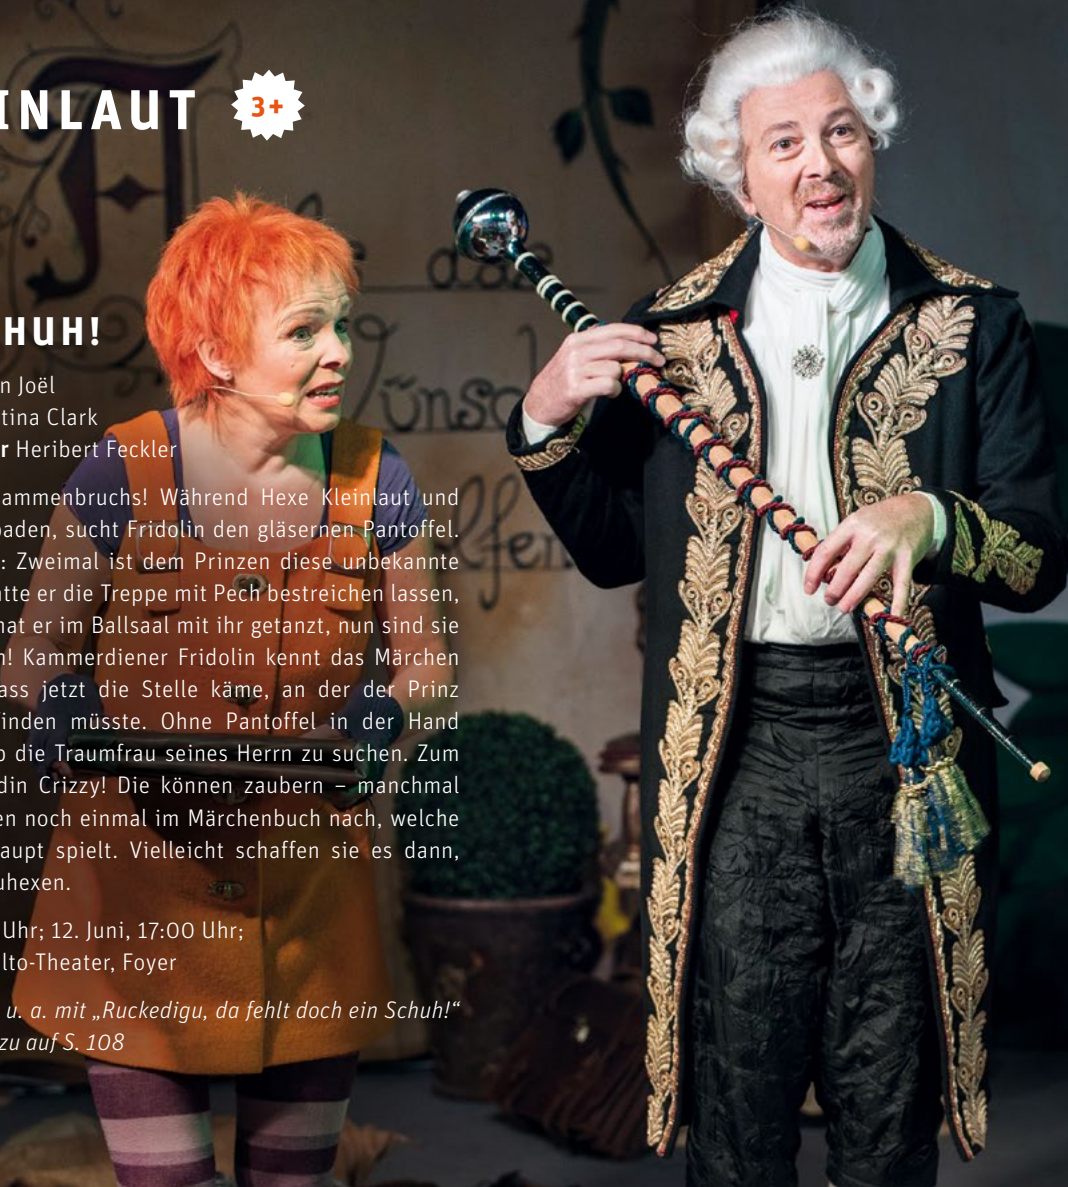 INLAUT 3+
HUH!
n Joël
tina Clark
r Heribert Feckler
ammenbruchs! Während Hexe Kleinlaut und
aden, sucht Fridolin den gläsernen Pantoffel.
: Zweimal ist dem Prinzen diese unbekannte
tte er die Treppe mit Pech bestreichen lassen,
hat er im Ballsaal mit ihr getanzt, nun sind sie
n! Kammerdiener Fridolin kennt das Märchen
ass jetzt die Stelle käme, an der der Prinz
inden müsste. Ohne Pantoffel in der Hand
b die Traumfrau seines Herrn zu suchen. Zum
din Crizzy! Die können zaubern – manchmal
en noch einmal im Märchenbuch nach, welche
aupt spielt. Vielleicht schaffen sie es dann,
uhexen.
Uhr; 12. Juni, 17:00 Uhr;
lto-Theater, Foyer
u. a. mit „Ruckedigu, da fehlt doch ein Schuh!“
zu auf S. 108
das